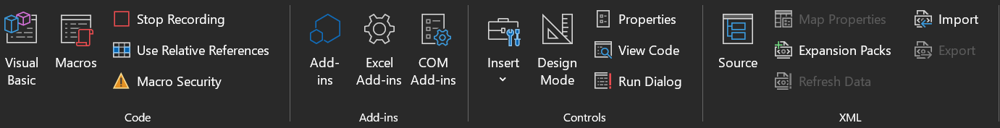 Visual
Basic
Macros
Stop Recording
Use Relative References
Macro Security
Code
Add-
ins
Excel
Add-ins
COM
Add-ins
Add-ins
Insert
Design
Mode
Properties
View Code
Run Dialog
Controls
Source
Map Properties
Expansion Packs
Refresh Data
Import
Export
XML